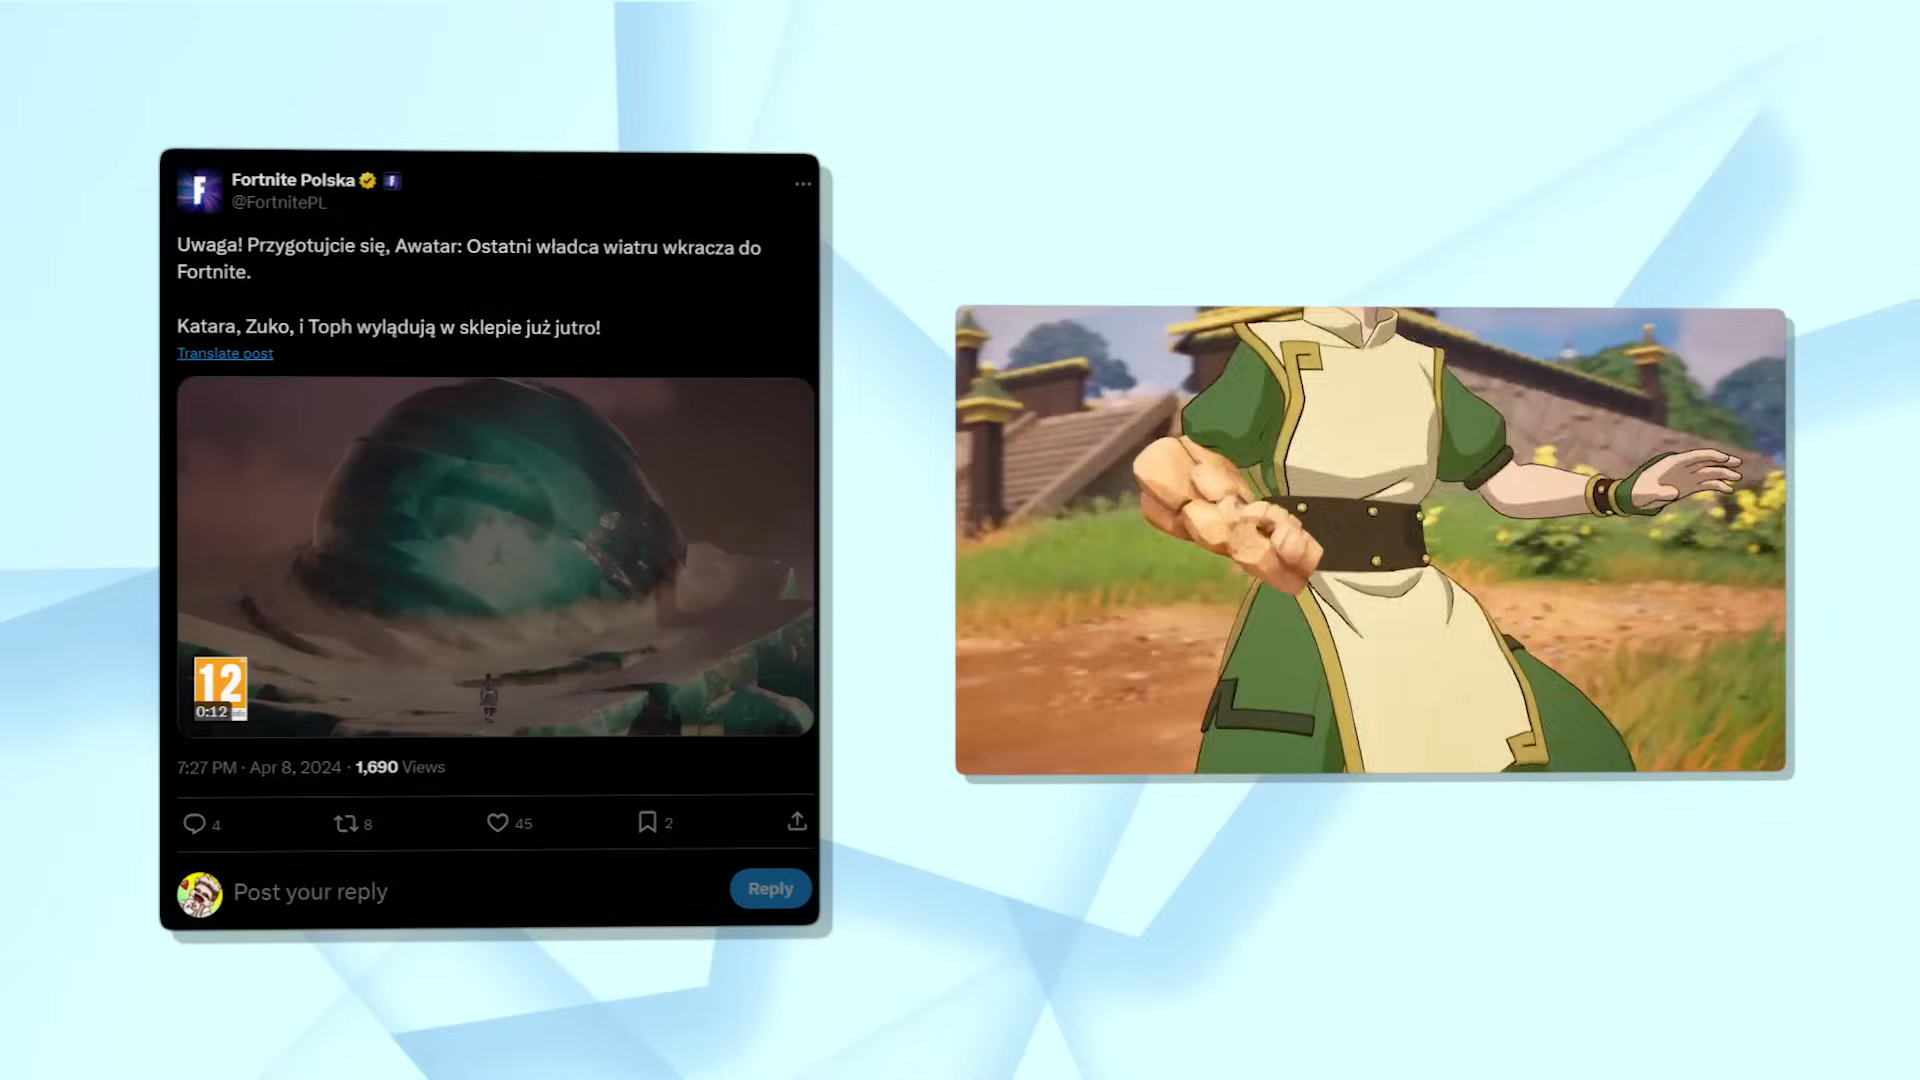 Fortnite Polska
@FortnitePL
Uwaga! Przygotujcie się, Awatar: Ostatni władca wiatru wkracza do
Fortnite.
Katara, Zuko, i Toph wylądują w sklepie już jutro!
Translate post
12
0:12
7:27 PM · Apr 8, 2024 · 1,690 Views
4 8 45 2
Post your reply
Reply